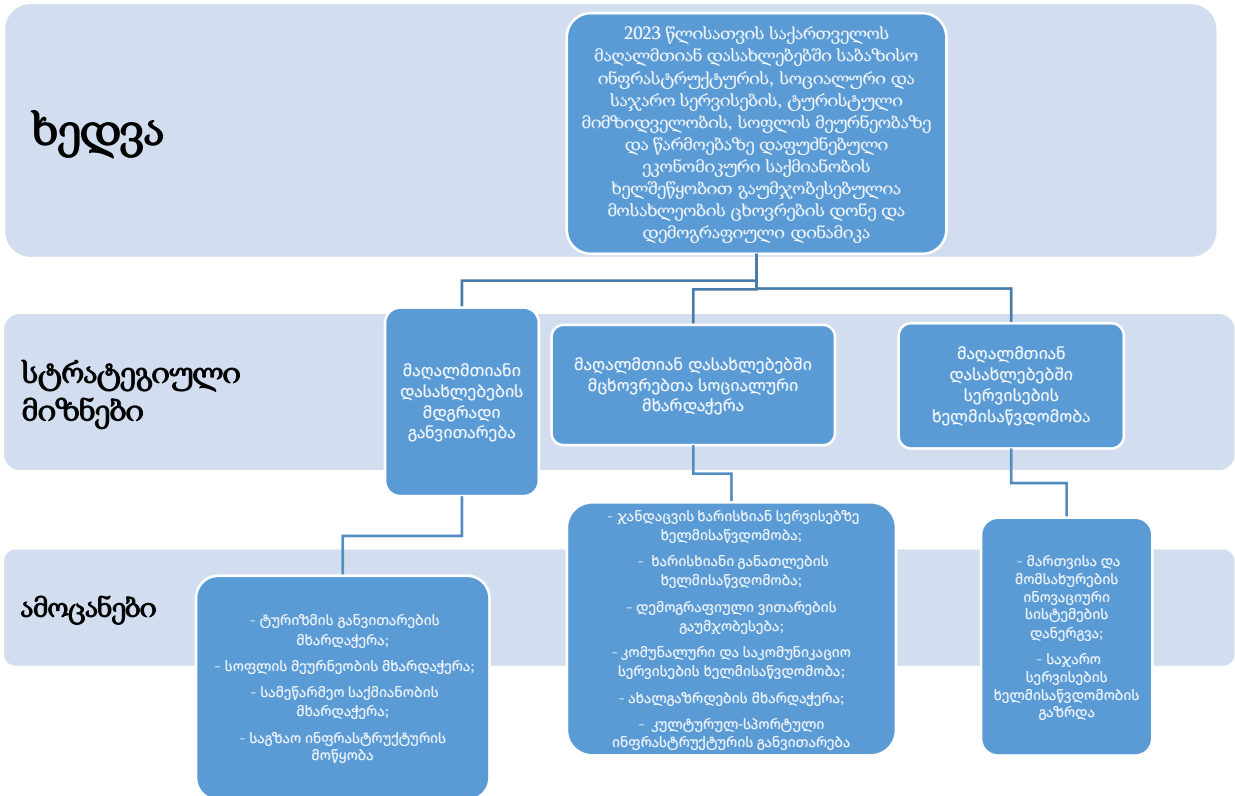 ხედვა
2023 წლისათვის საქართველოს
მაღალმთიან დასახლებებში საბაზისო
ინფრასტრუქტურის, სოციალური და
საჯარო სერვისების, ტურისტული
მიმზიდველობის, სოფლის მეურნეობაზე
და წარმოებაზე დაფუძნებული
ეკონომიკური საქმიანობის
ხელშეწყობით გაუმჯობესებულია
მოსახლეობის ცხოვრების დონე და
დემოგრაფიული დინამიკა
სტრატეგიული
მიზნები
მაღალმთიანი
დასახლებების
მდგრადი
განვითარება
მაღალმთიან დასახლებებში
მცხოვრებთა სოციალური
მხარდაჭერა
მაღალმთიან
დასახლებებში
სერვისების
ხელმისაწვდომობა
ამოცანები
- ტურიზმის განვითარების
მხარდაჭერა;
- სოფლის მეურნეობის მხარდაჭერა;
- სამეწარმეო საქმიანობის
მხარდაჭერა;
- საგზაო ინფრასტრუქტურის
მოწყობა
- ჯანდაცვის ხარისხიან სერვისებზე
ხელმისაწვდომობა;
- ხარისხიანი განათლების
ხელმისაწვდომობა;
- დემოგრაფიული ვითარების
გაუმჯობესება;
- კომუნალური და საკომუნიკაციო
სერვისების ხელმისაწვდომობა;
- ახალგაზრდების მხარდაჭერა;
- კულტურულ-სპორტული
ინფრასტრუქტურის განვითარება
- მართვისა და
მომსახურების
ინოვაციური
სისტემების
დანერგვა;
- საჯარო
სერვისების
ხელმისაწვდომობის
გაზრდა